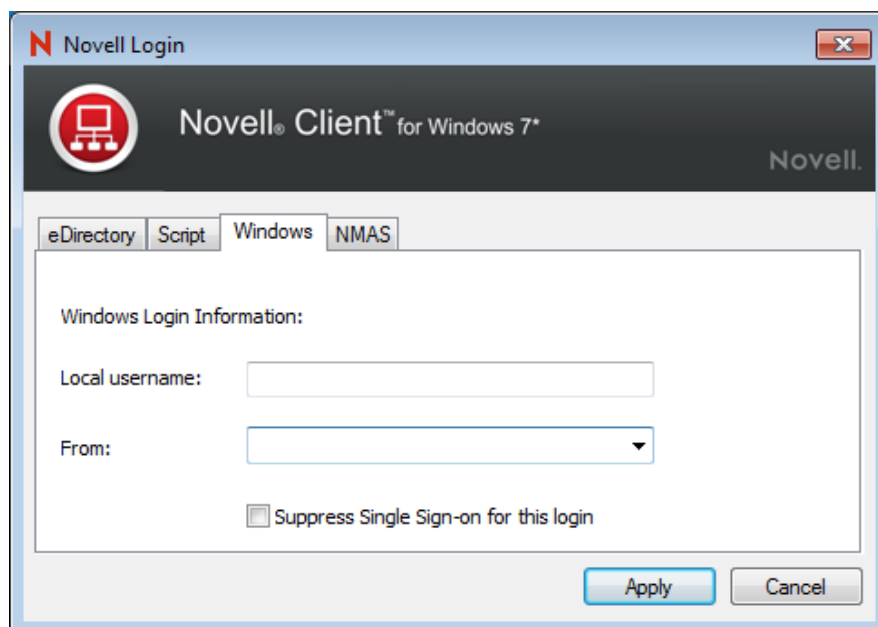 N Novell Login
Novell® Client™ for Windows 7*
Novell.
eDirectory Script Windows NMAS
Windows Login Information:
Local username:
From:
Suppress Single Sign-on for this login
Apply Cancel